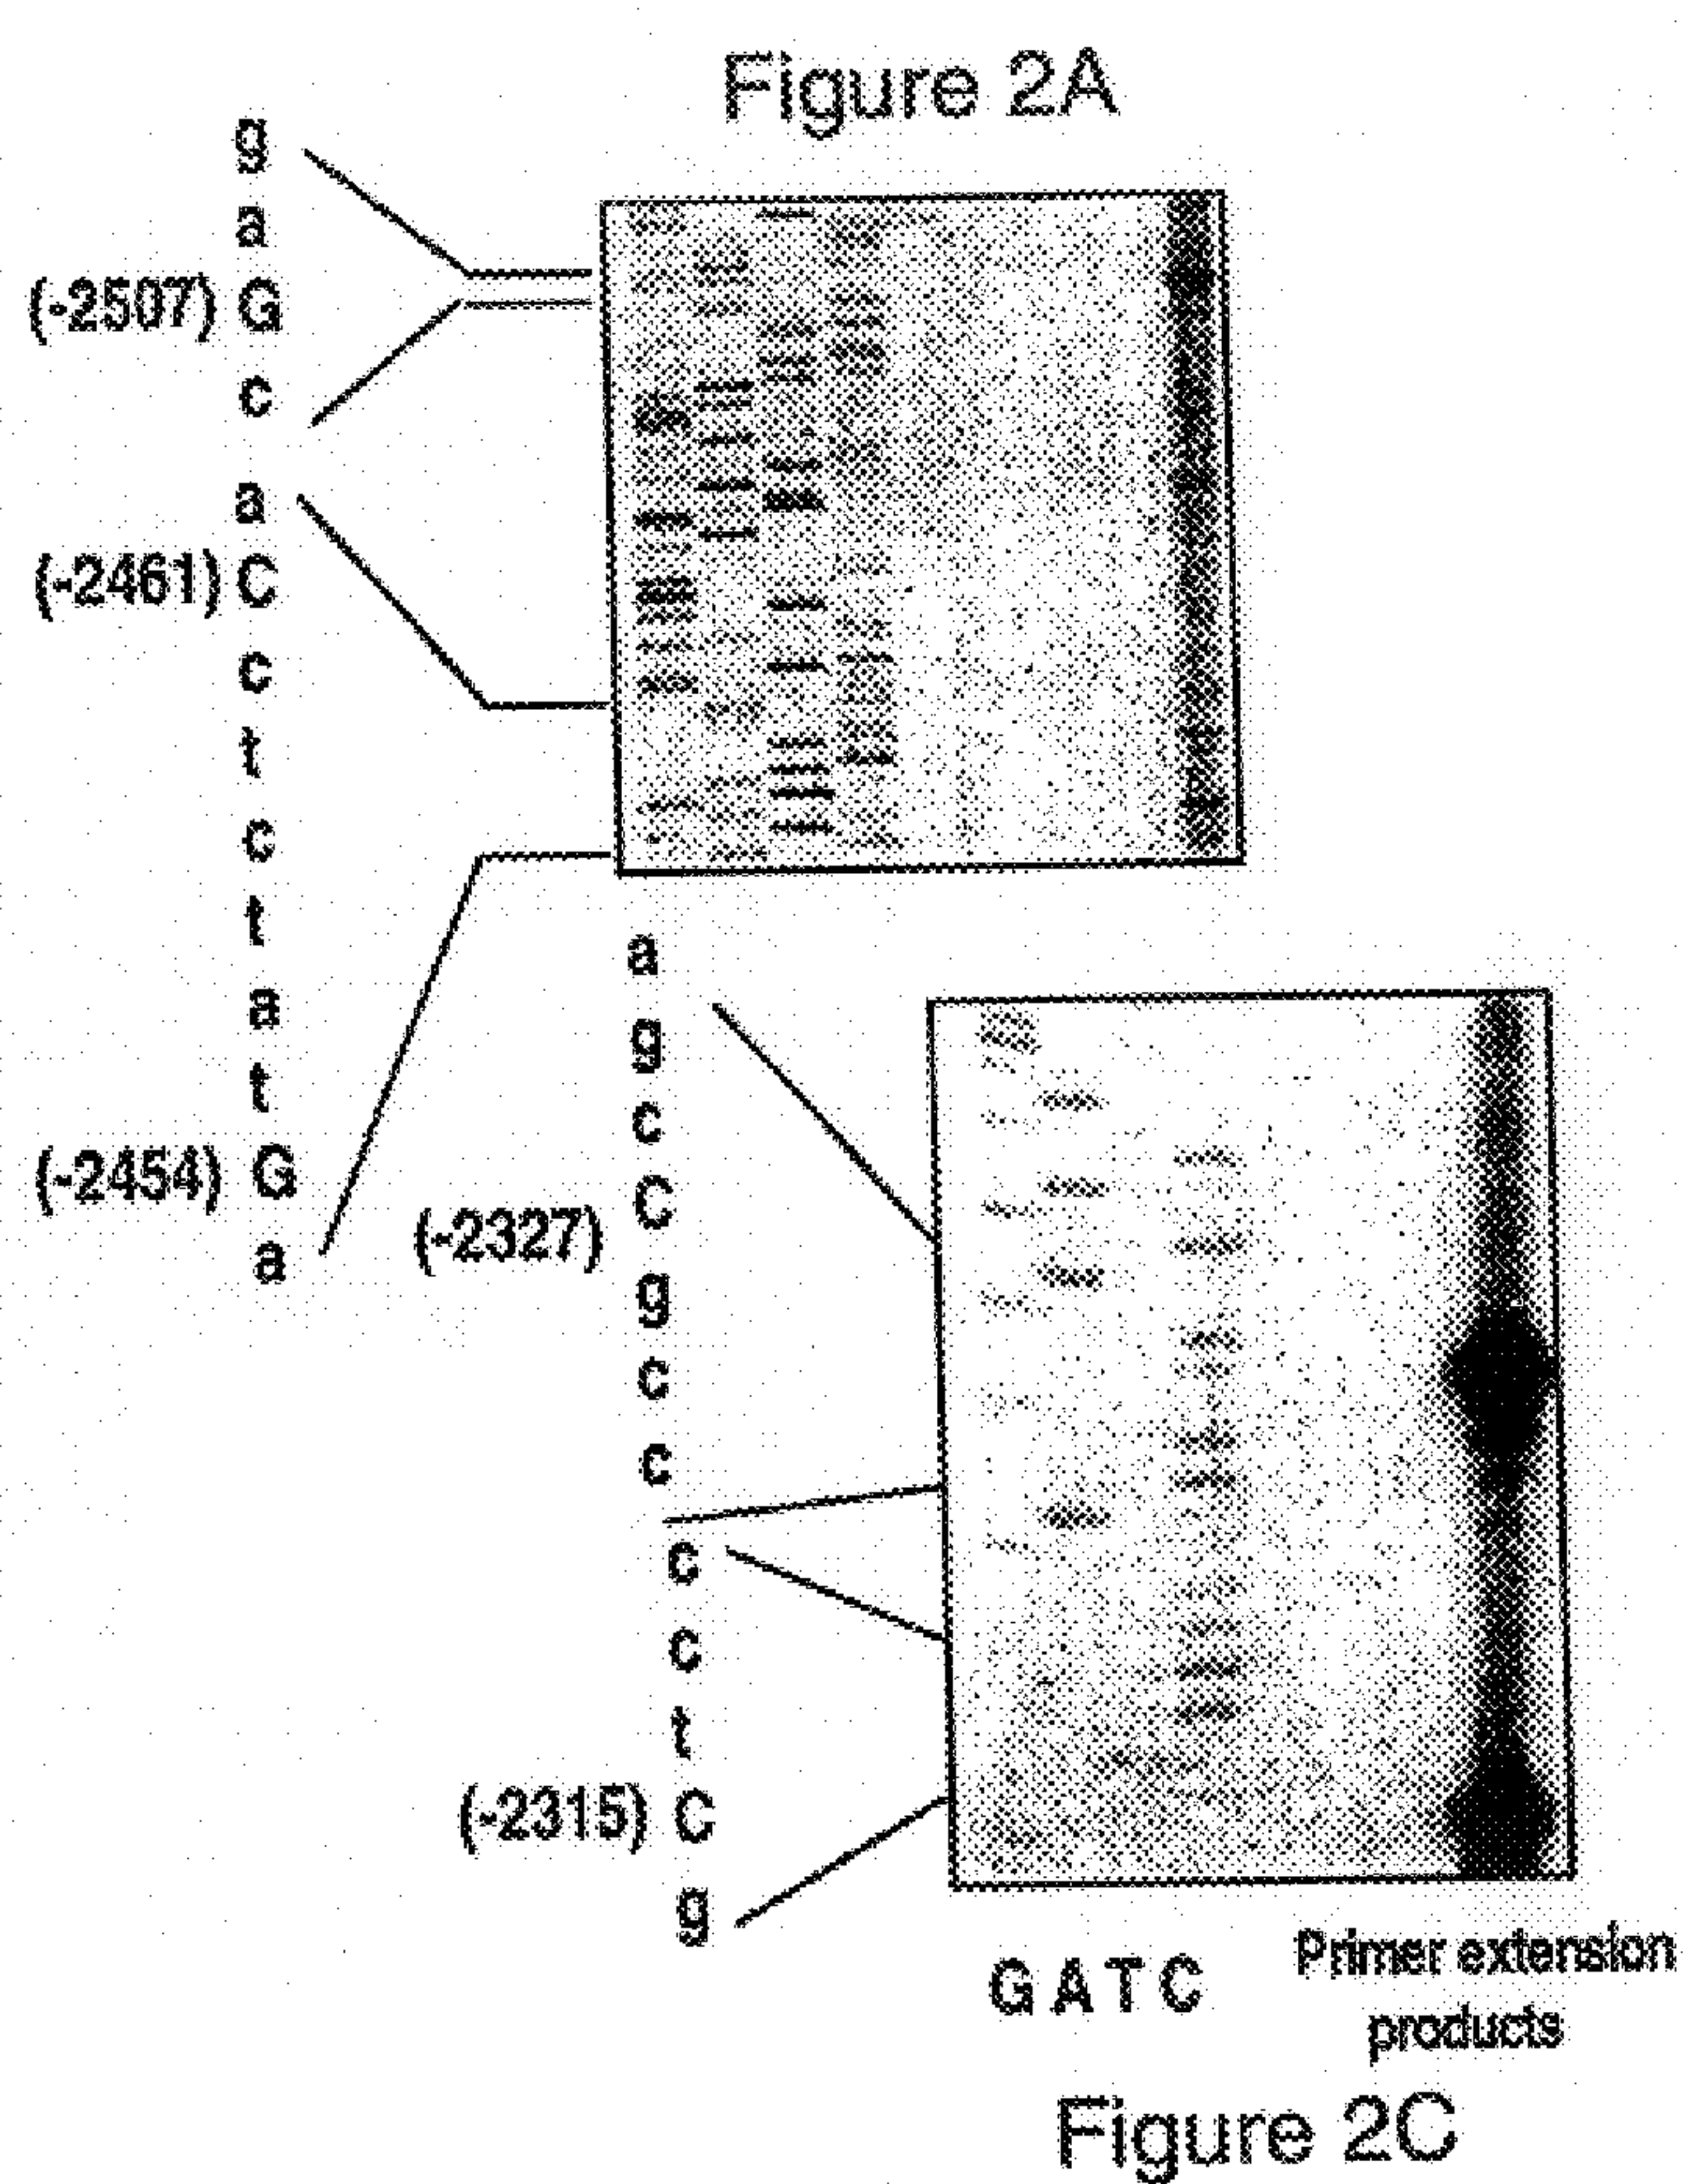 Figure 2A
g
a
(-2507) G
c
a
(-2461) C
c
t
c
t
a
t
(-2454) G
a
a
g
c
(-2327) C
g
c
c
c
c
t
(-2315) C
g
G A T C
Primer extension
products
Figure 2C